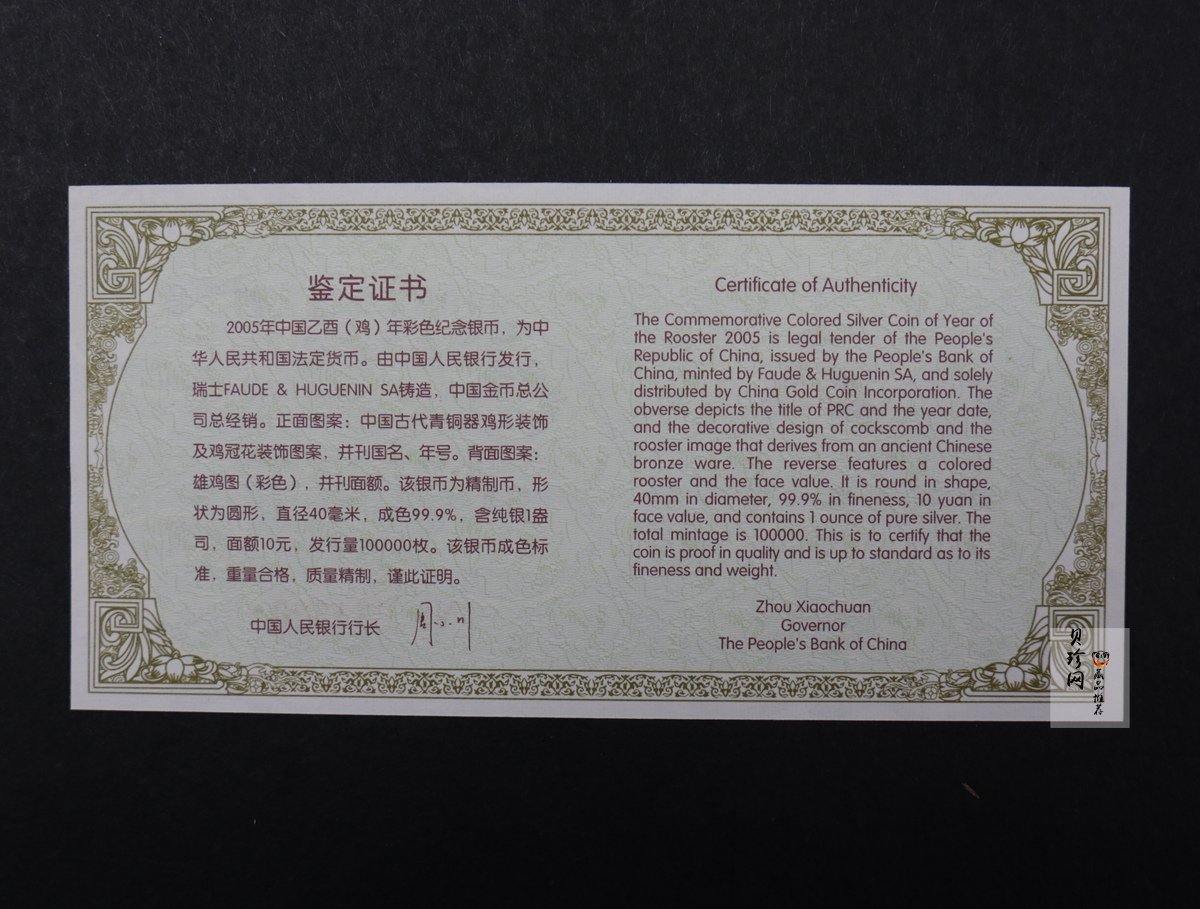 鉴定证书
2005年中国乙酉（鸡）年彩色纪念银币，为中
华人民共和国法定货币。由中国人民银行发行，
瑞士FAUDE & HUGUENIN SA铸造，中国金币总公
司总经销。正面图案：中国古代青铜器鸡形装饰
及鸡冠花装饰图案，并刊国名、年号。背面图案：
雄鸡图（彩色），并刊面额。该银币为精制币，形
状为圆形，直径40毫米，成色99.9%，含纯银1盎
司，面额10元，发行量100000枚。该银币成色标
准，重量合格，质量精制，谨此证明。
中国人民银行行长 周小川
Certificate of Authenticity
The Commemorative Colored Silver Coin of Year of
the Rooster 2005 is legal tender of the People's
Republic of China, issued by the People's Bank of
China, minted by Faude & Huguenin SA, and solely
distributed by China Gold Coin Incorporation. The
obverse depicts the title of PRC and the year date,
and the decorative design of cockscomb and the
rooster image that derives from an ancient Chinese
bronze ware. The reverse features a colored
rooster and the face value. It is round in shape,
40mm in diameter, 99.9% in fineness, 10 yuan in
face value, and contains 1 ounce of pure silver. The
total mintage is 100000. This is to certify that the
coin is proof in quality and is up to standard as to its
fineness and weight.
Zhou Xiaochuan
Governor
The People's Bank of China
贝珍网
藏品推荐